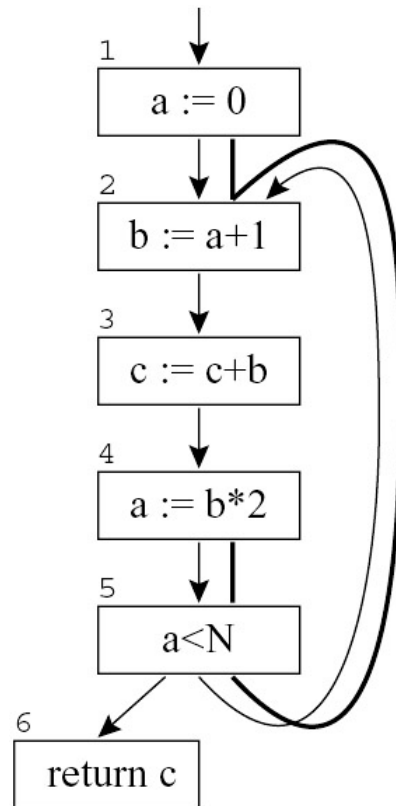 1
a := 0
2
b := a+1
3
c := c+b
4
a := b*2
5
a<N
6
return c